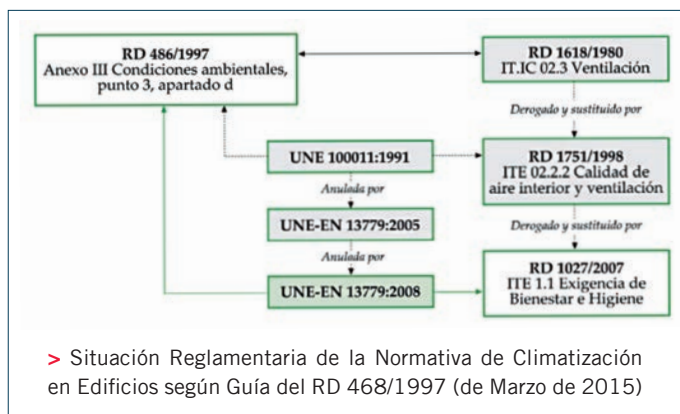 RD 486/1997
Anexo III Condiciones ambientales,
punto 3, apartado d
RD 1618/1980
IT.IC 02.3 Ventilación
Derogado y sustituido por
UNE 100011:1991
RD 1751/1998
ITE 02.2.2 Calidad de
aire interior y ventilación
Anulada por
UNE-EN 13779:2005
Derogado y sustituido por
Anulada por
UNE-EN 13779:2008
RD 1027/2007
ITE 1.1 Exigencia de
Bienestar e Higiene
> Situación Reglamentaria de la Normativa de Climatización
en Edificios según Guía del RD 468/1997 (de Marzo de 2015)